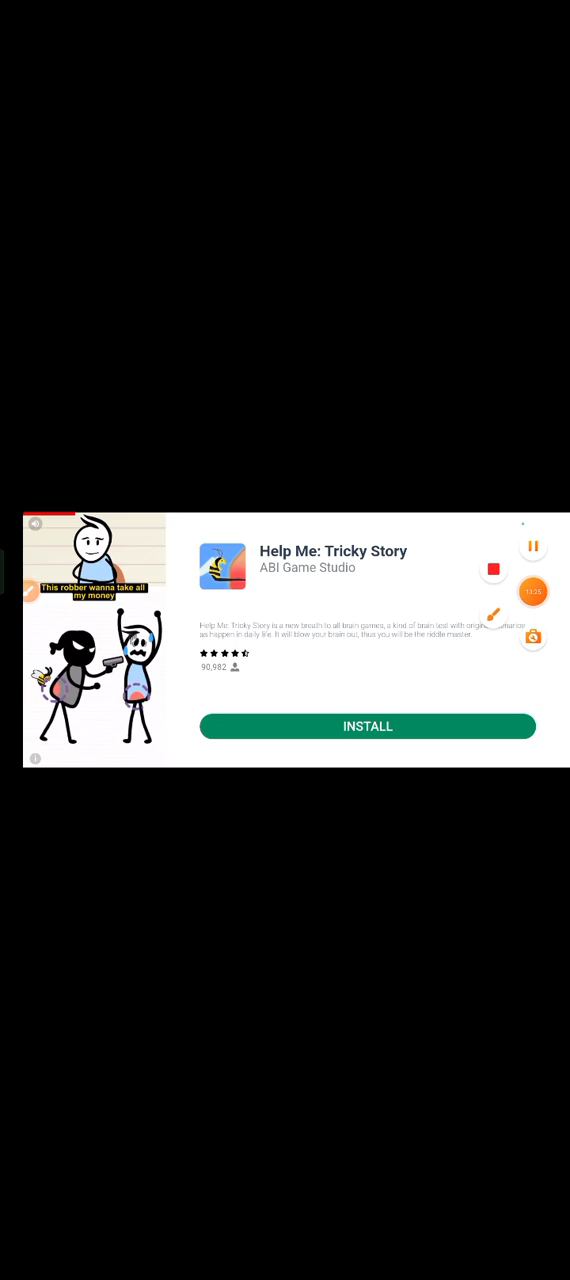 This robber wanna take all
my money
Help Me: Tricky Story
ABI Game Studio
Help Me: Tricky Story is a new breath to all brain games, a kind of brain test with
as happen in daily life. It will blow your brain out, thus you will be the riddle master.
90,982
INSTALL
13:25